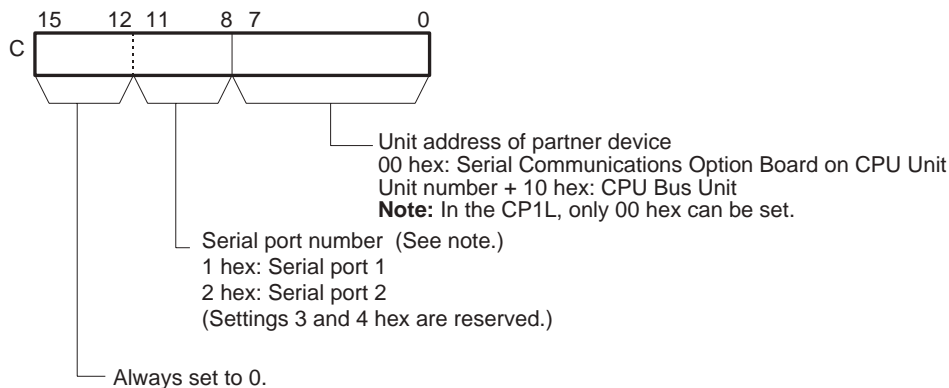 15 12 11 8 7 0
C
Unit address of partner device
00 hex: Serial Communications Option Board on CPU Unit
Unit number + 10 hex: CPU Bus Unit
Note: In the CP1L, only 00 hex can be set.
Serial port number (See note.)
1 hex: Serial port 1
2 hex: Serial port 2
(Settings 3 and 4 hex are reserved.)
Always set to 0.